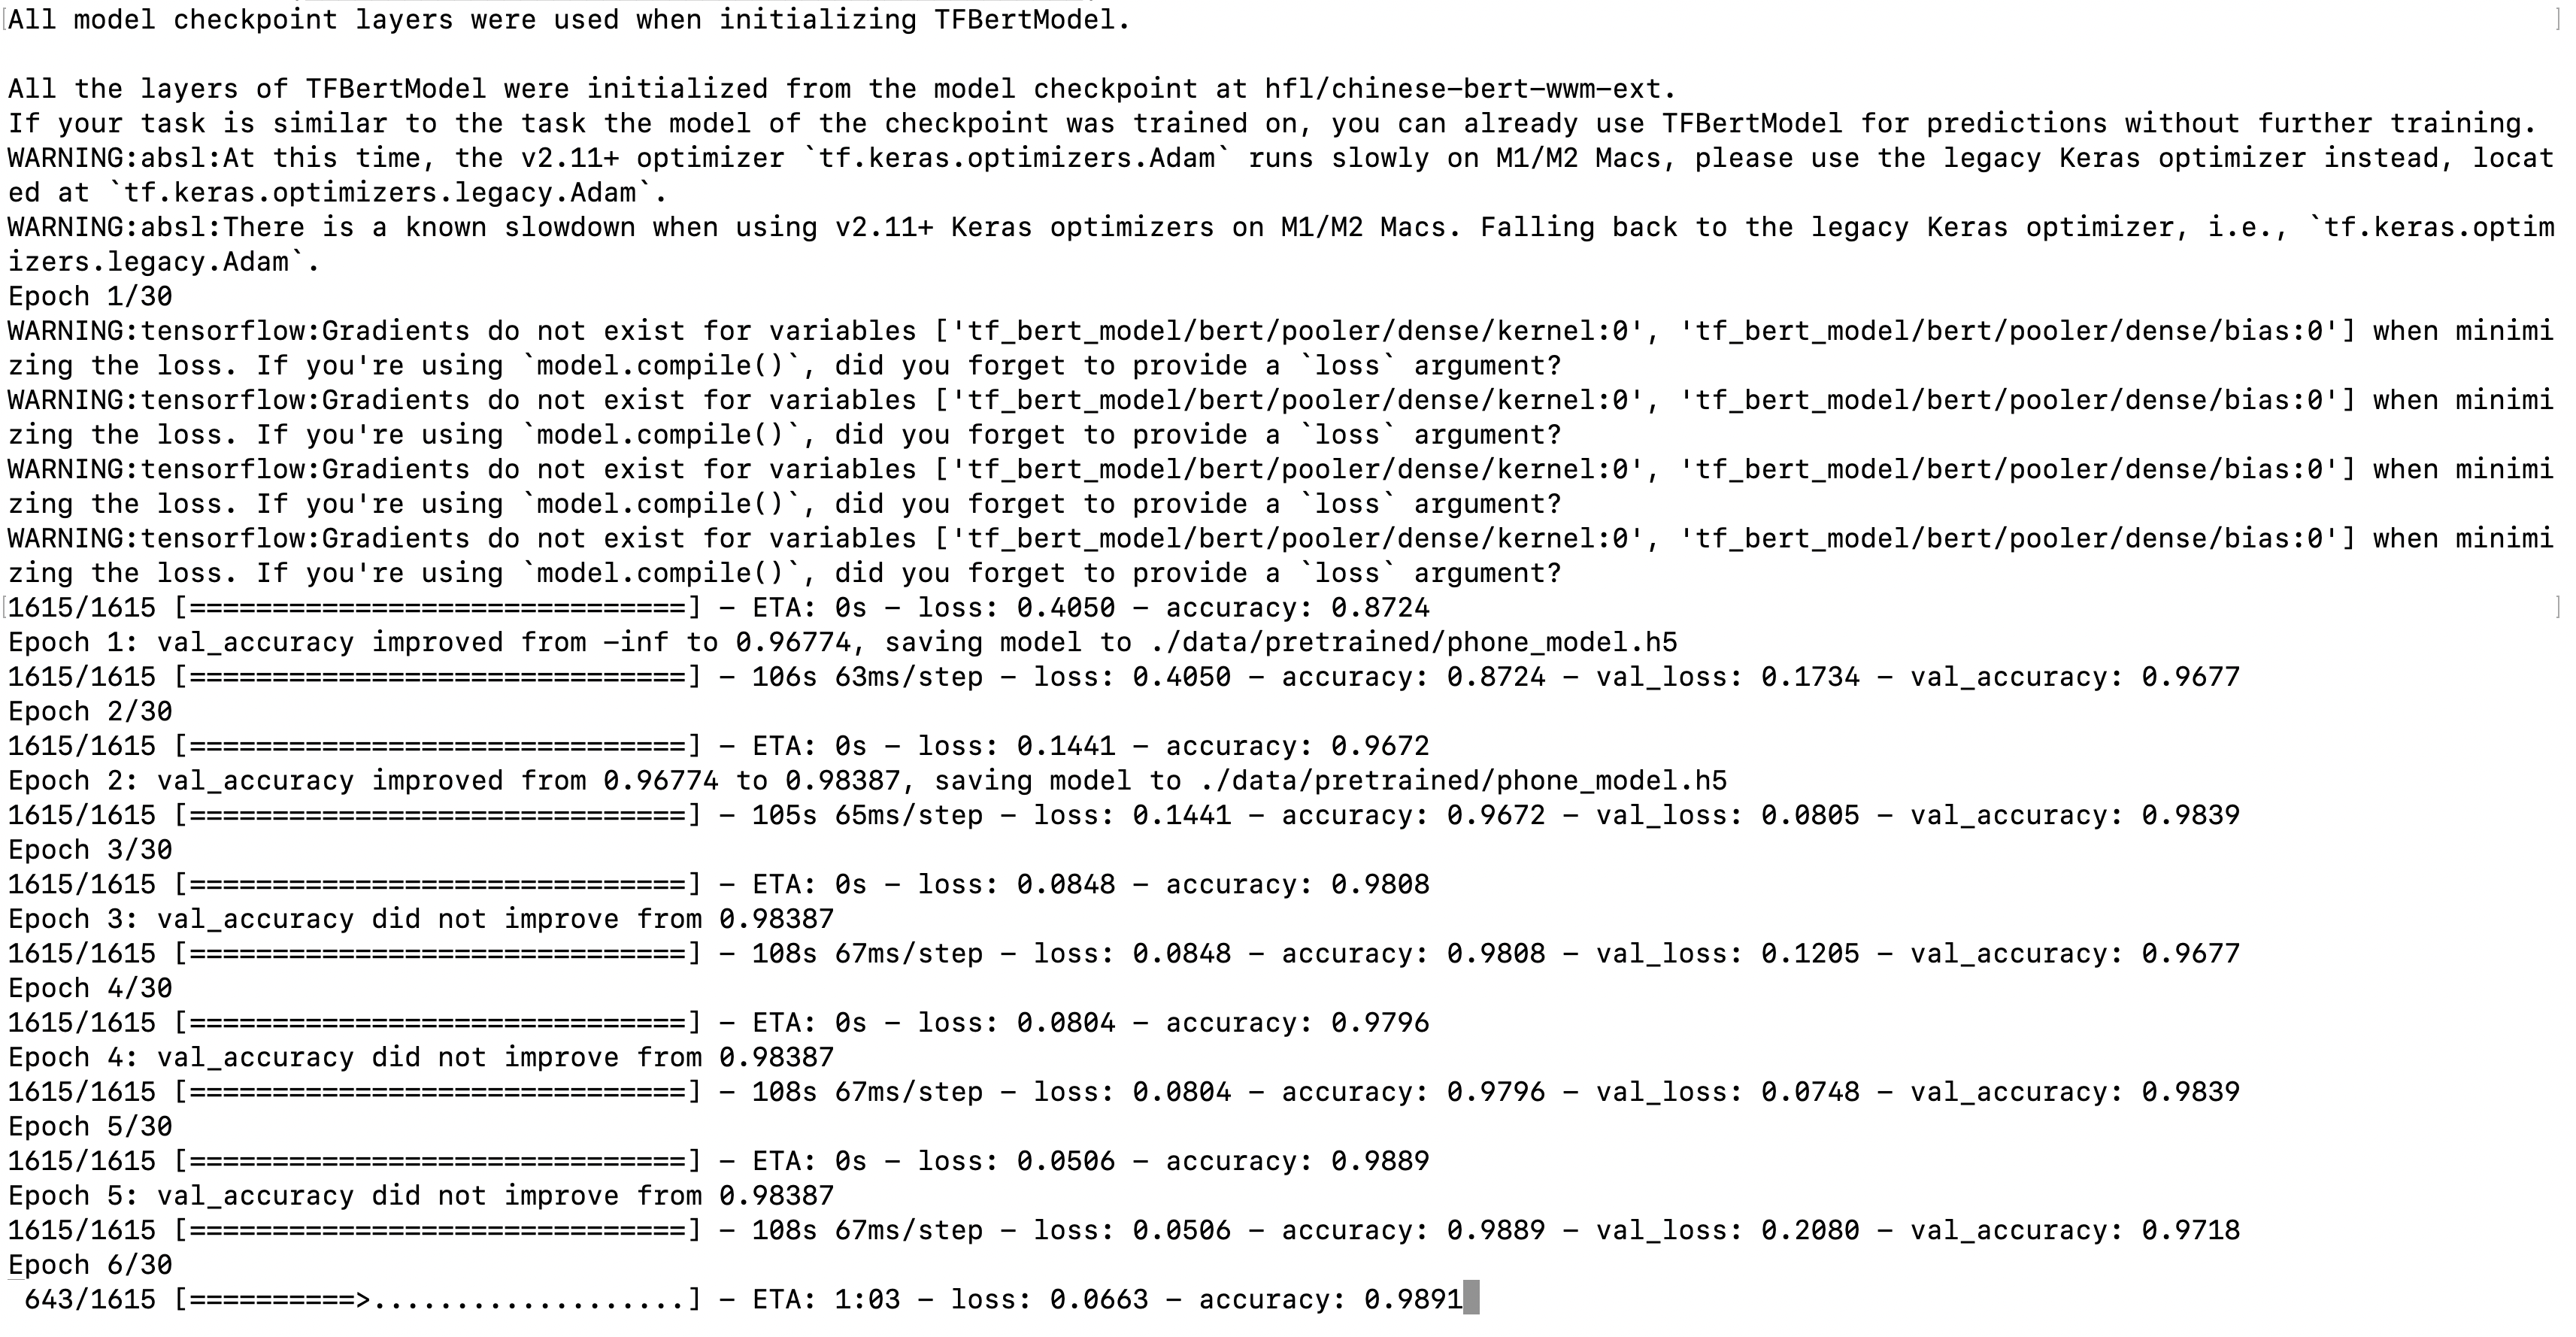 All model checkpoint layers were used when initializing TFBertModel.
All the layers of TFBertModel were initialized from the model checkpoint at hfl/chinese-bert-wwm-ext.
If your task is similar to the task the model of the checkpoint was trained on, you can already use TFBertModel for predictions without further training.
WARNING:absl:At this time, the v2.11+ optimizer `tf.keras.optimizers.Adam` runs slowly on M1/M2 Macs, please use the legacy Keras optimizer instead, locat
ed at `tf.keras.optimizers.legacy.Adam`.
WARNING:absl:There is a known slowdown when using v2.11+ Keras optimizers on M1/M2 Macs. Falling back to the legacy Keras optimizer, i.e., `tf.keras.optim
izers.legacy.Adam`.
Epoch 1/30
WARNING:tensorflow:Gradients do not exist for variables ['tf_bert_model/bert/pooler/dense/kernel:0', 'tf_bert_model/bert/pooler/dense/bias:0'] when minimi
zing the loss. If you're using `model.compile()`, did you forget to provide a `loss` argument?
WARNING:tensorflow:Gradients do not exist for variables ['tf_bert_model/bert/pooler/dense/kernel:0', 'tf_bert_model/bert/pooler/dense/bias:0'] when minimi
zing the loss. If you're using `model.compile()`, did you forget to provide a `loss` argument?
WARNING:tensorflow:Gradients do not exist for variables ['tf_bert_model/bert/pooler/dense/kernel:0', 'tf_bert_model/bert/pooler/dense/bias:0'] when minimi
zing the loss. If you're using `model.compile()`, did you forget to provide a `loss` argument?
WARNING:tensorflow:Gradients do not exist for variables ['tf_bert_model/bert/pooler/dense/kernel:0', 'tf_bert_model/bert/pooler/dense/bias:0'] when minimi
zing the loss. If you're using `model.compile()`, did you forget to provide a `loss` argument?
1615/1615 [==============================] - ETA: 0s - loss: 0.4050 - accuracy: 0.8724
Epoch 1: val_accuracy improved from -inf to 0.96774, saving model to ./data/pretrained/phone_model.h5
1615/1615 [==============================] - 106s 63ms/step - loss: 0.4050 - accuracy: 0.8724 - val_loss: 0.1734 - val_accuracy: 0.9677
Epoch 2/30
1615/1615 [==============================] - ETA: 0s - loss: 0.1441 - accuracy: 0.9672
Epoch 2: val_accuracy improved from 0.96774 to 0.98387, saving model to ./data/pretrained/phone_model.h5
1615/1615 [==============================] - 105s 65ms/step - loss: 0.1441 - accuracy: 0.9672 - val_loss: 0.0805 - val_accuracy: 0.9839
Epoch 3/30
1615/1615 [==============================] - ETA: 0s - loss: 0.0848 - accuracy: 0.9808
Epoch 3: val_accuracy did not improve from 0.98387
1615/1615 [==============================] - 108s 67ms/step - loss: 0.0848 - accuracy: 0.9808 - val_loss: 0.1205 - val_accuracy: 0.9677
Epoch 4/30
1615/1615 [==============================] - ETA: 0s - loss: 0.0804 - accuracy: 0.9796
Epoch 4: val_accuracy did not improve from 0.98387
1615/1615 [==============================] - 108s 67ms/step - loss: 0.0804 - accuracy: 0.9796 - val_loss: 0.0748 - val_accuracy: 0.9839
Epoch 5/30
1615/1615 [==============================] - ETA: 0s - loss: 0.0506 - accuracy: 0.9889
Epoch 5: val_accuracy did not improve from 0.98387
1615/1615 [==============================] - 108s 67ms/step - loss: 0.0506 - accuracy: 0.9889 - val_loss: 0.2080 - val_accuracy: 0.9718
Epoch 6/30
643/1615 [==========>...................] - ETA: 1:03 - loss: 0.0663 - accuracy: 0.9891